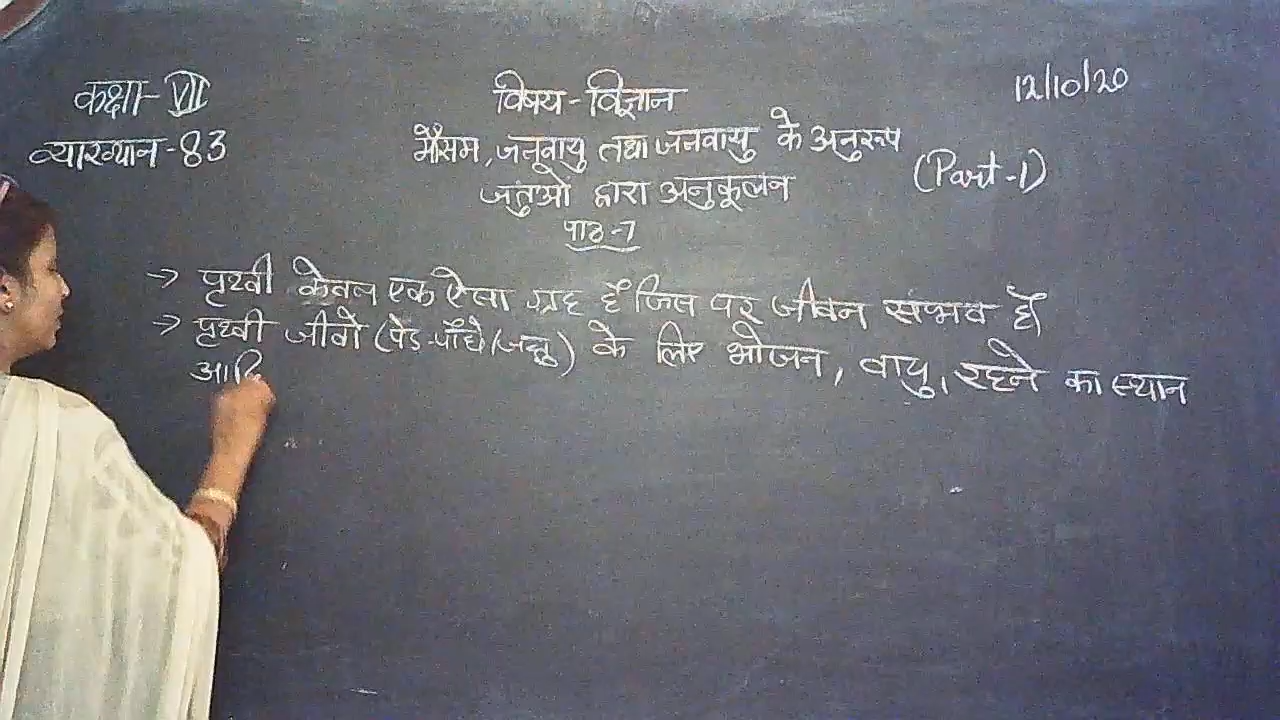 कक्षा-VII
विषय-विज्ञान
12/10/20
व्याख्यान-83
मौसम, जलवायु तथा जलवायु के अनुरूप
(Part-1)
जतुओ द्वारा अनुकूलन
पाठ-7
→ पृथ्वी केवल एक ऐसा ग्रह हैं जिस पर जीवन संभव हैं
→ पृथ्वी जीवो (पेड-पौधे/जन्तु) के लिए भोजन, वायु, रहने का स्थान
आदि